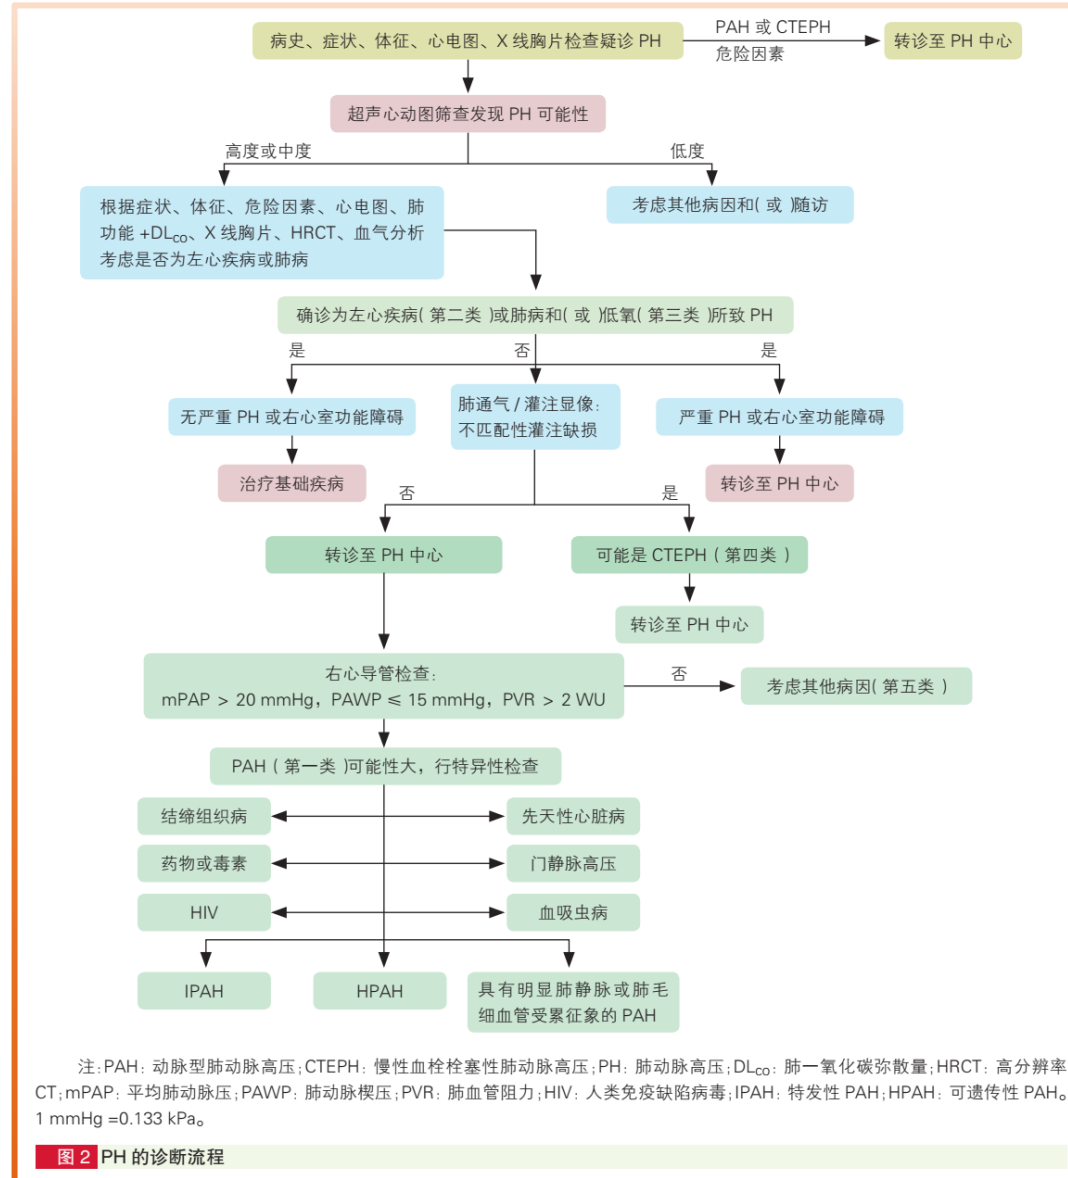 病史、症状、体征、心电图、X 线胸片检查疑诊 PH
PAH 或 CTEPH
危险因素
转诊至 PH 中心
超声心动图筛查发现 PH 可能性
高度或中度
低度
根据症状、体征、危险因素、心电图、肺
功能 +DLCO、X 线胸片、HRCT、血气分析
考虑是否为左心疾病或肺病
考虑其他病因和( 或 )随访
确诊为左心疾病( 第二类 )或肺病和( 或 )低氧( 第三类 )所致 PH
是
否
是
无严重 PH 或右心室功能障碍
肺通气 / 灌注显像:
不匹配性灌注缺损
严重 PH 或右心室功能障碍
治疗基础疾病
转诊至 PH 中心
否
是
转诊至 PH 中心
可能是 CTEPH ( 第四类 )
转诊至 PH 中心
右心导管检查:
mPAP > 20 mmHg, PAWP ≤ 15 mmHg, PVR > 2 WU
否
考虑其他病因( 第五类 )
PAH ( 第一类 )可能性大, 行特异性检查
结缔组织病
先天性心脏病
药物或毒素
门静脉高压
HIV
血吸虫病
IPAH
HPAH
具有明显肺静脉或肺毛
细血管受累征象的 PAH
注:PAH: 动脉型肺动脉高压;CTEPH: 慢性血栓栓塞性肺动脉高压;PH: 肺动脉高压;DLCO: 肺一氧化碳弥散量;HRCT: 高分辨率
CT;mPAP: 平均肺动脉压;PAWP: 肺动脉楔压;PVR: 肺血管阻力;HIV: 人类免疫缺陷病毒;IPAH: 特发性 PAH;HPAH: 可遗传性 PAH。
1 mmHg =0.133 kPa。
图 2 PH 的诊断流程